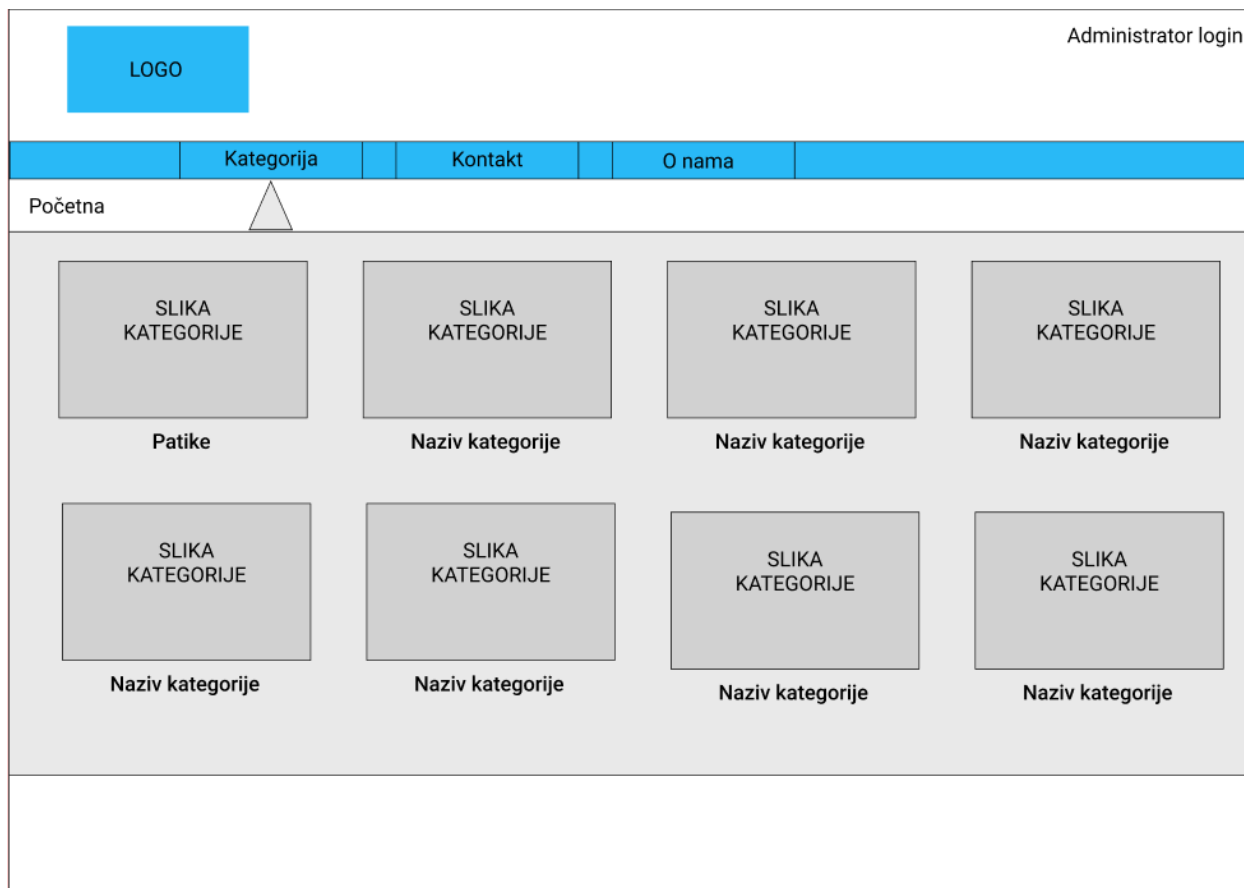 Administrator login
LOGO
Kategorija
Kontakt
O nama
Početna
SLIKA
KATEGORIJE
SLIKA
KATEGORIJE
SLIKA
KATEGORIJE
SLIKA
KATEGORIJE
Patike
Naziv kategorije
Naziv kategorije
Naziv kategorije
SLIKA
KATEGORIJE
SLIKA
KATEGORIJE
SLIKA
KATEGORIJE
SLIKA
KATEGORIJE
Naziv kategorije
Naziv kategorije
Naziv kategorije
Naziv kategorije